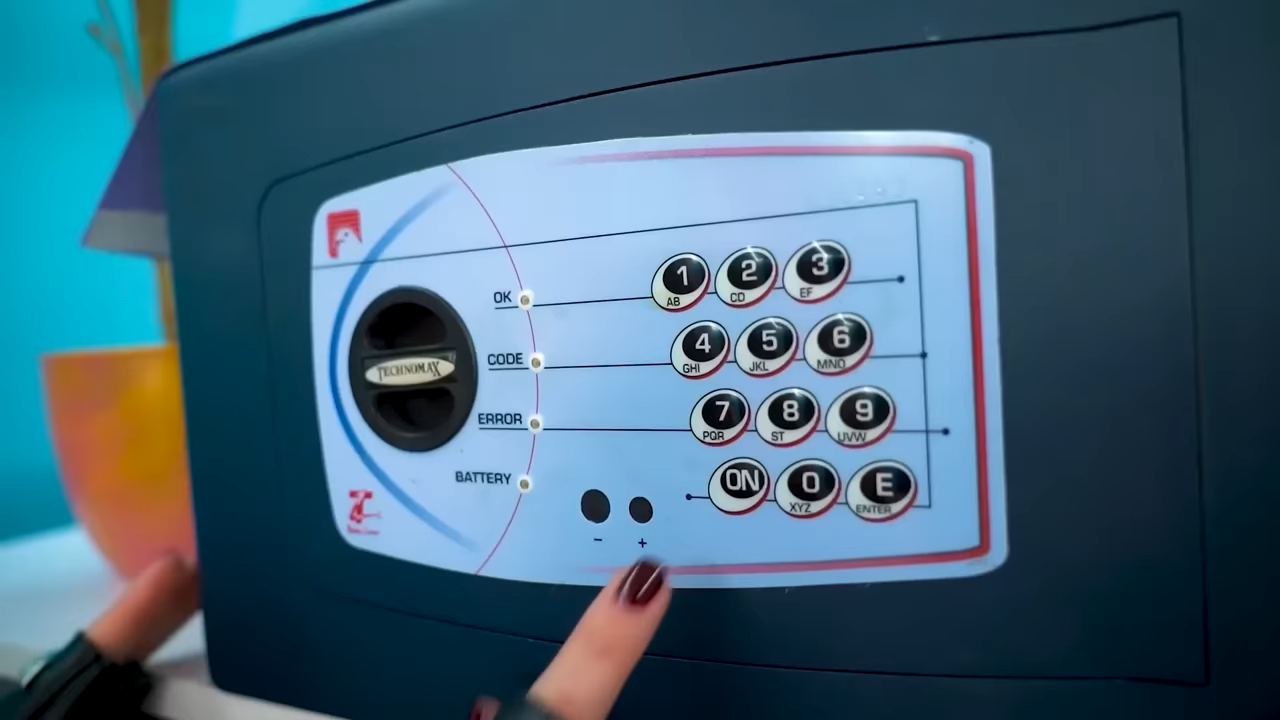 TECHNOMAX
OK
CODE
ERROR
BATTERY
- +
1 2 3
AB CD EF
4 5 6
GHI JKL MNO
7 8 9
PQR ST UVW
ON 0 E
XYZ ENTER